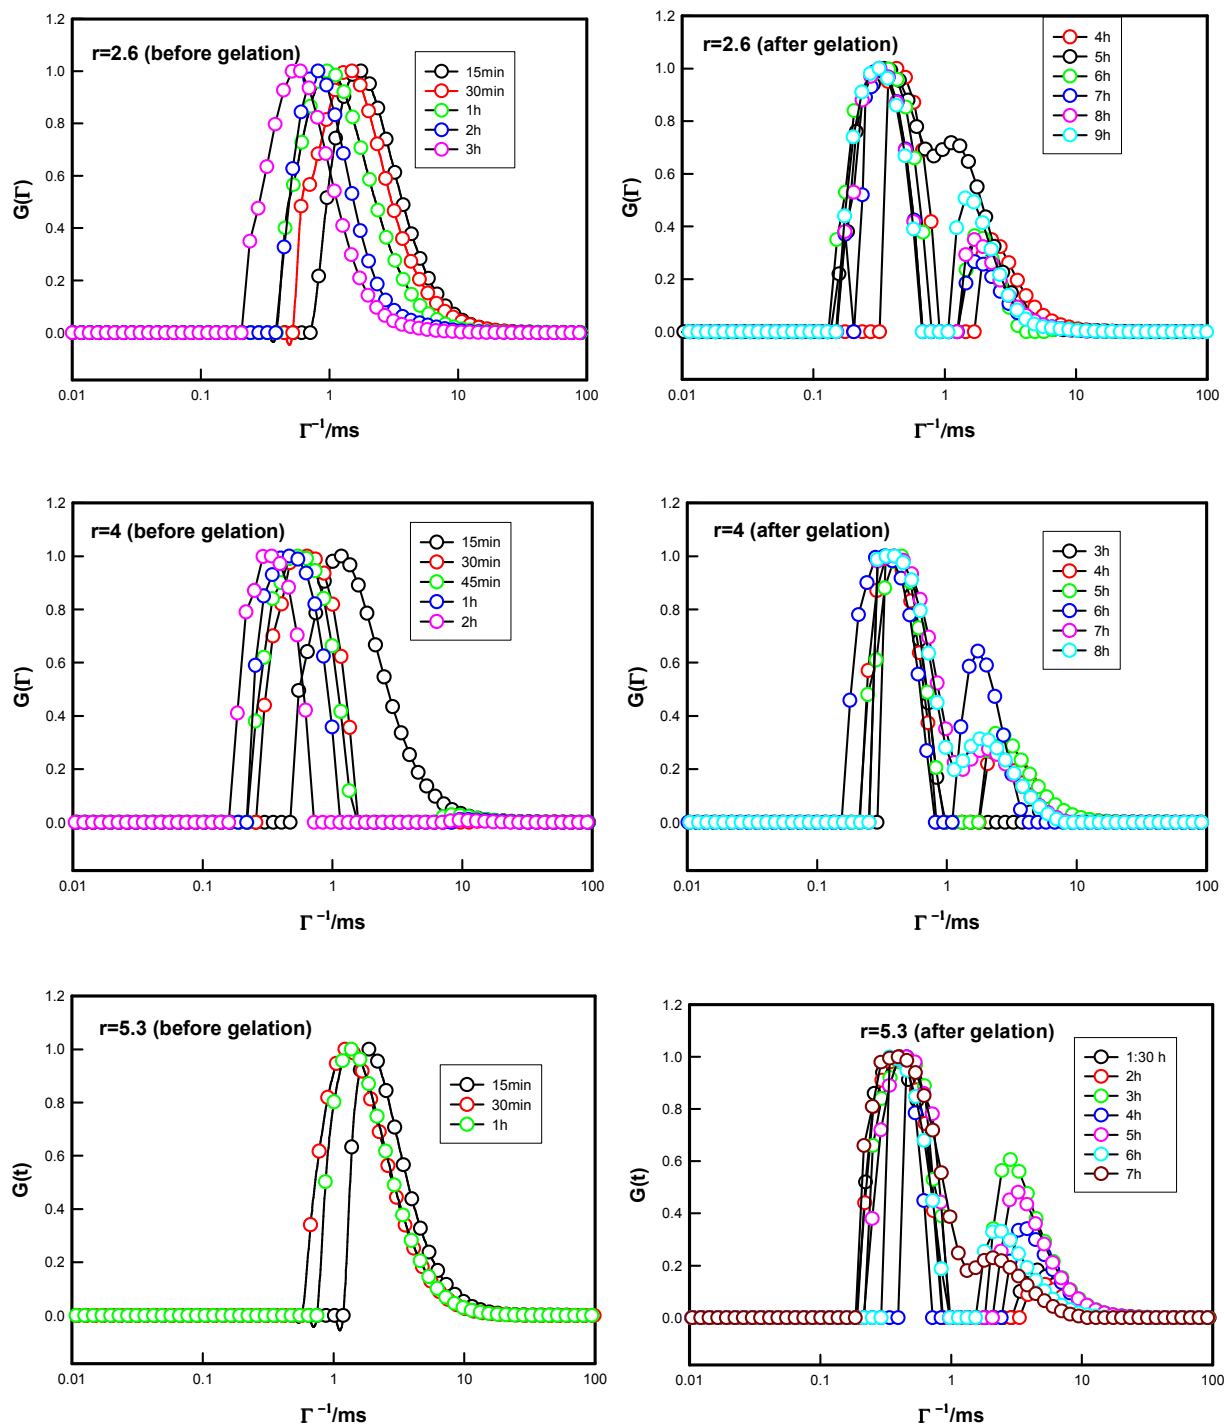 r=2.6 (before gelation)
15min
30min
1h
2h
3h
G(Γ)
1.2
1.0
0.8
0.6
0.4
0.2
0.0
0.01
0.1
1
10
100
Γ⁻¹/ms
r=2.6 (after gelation)
4h
5h
6h
7h
8h
9h
G(Γ)
1.2
1.0
0.8
0.6
0.4
0.2
0.0
0.01
0.1
1
10
100
Γ⁻¹/ms
r=4 (before gelation)
15min
30min
45min
1h
2h
G(Γ)
1.2
1.0
0.8
0.6
0.4
0.2
0.0
0.01
0.1
1
10
100
Γ ⁻¹/ms
r=4 (after gelation)
3h
4h
5h
6h
7h
8h
G(Γ)
1.2
1.0
0.8
0.6
0.4
0.2
0.0
0.01
0.1
1
10
100
Γ ⁻¹/ms
r=5.3 (before gelation)
15min
30min
1h
G(t)
1.2
1.0
0.8
0.6
0.4
0.2
0.0
0.01
0.1
1
10
100
Γ ⁻¹/ms
r=5.3 (after gelation)
1:30 h
2h
3h
4h
5h
6h
7h
G(t)
1.2
1.0
0.8
0.6
0.4
0.2
0.0
0.01
0.1
1
10
100
Γ ⁻¹/ms